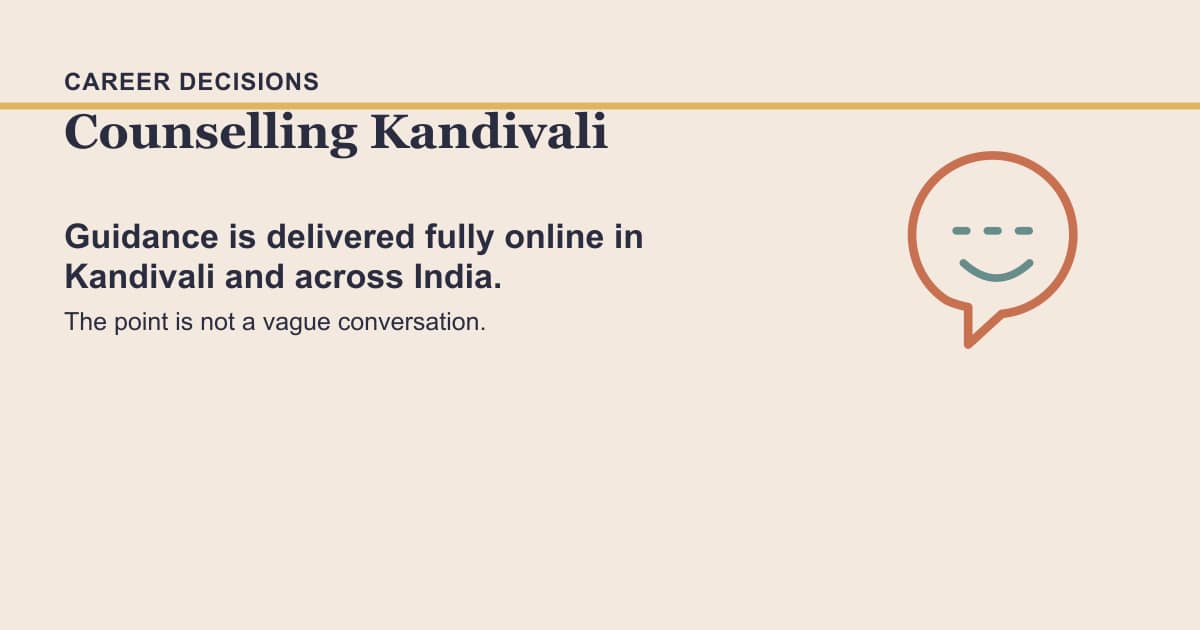 CAREER DECISIONS
Counselling Kandivali
Guidance is delivered fully online in
Kandivali and across India.
The point is not a vague conversation.